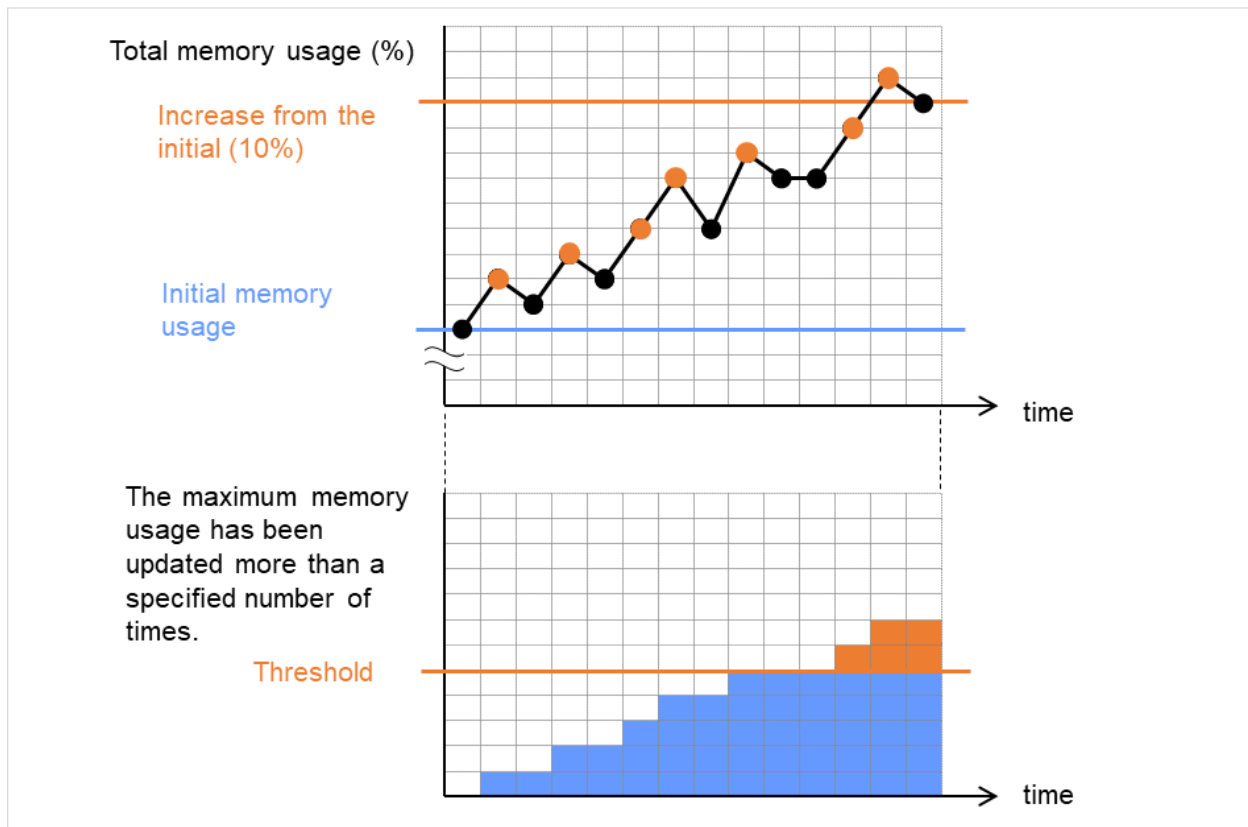 Total memory usage (%)
Increase from the
initial (10%)
Initial memory
usage
time
The maximum memory
usage has been
updated more than a
specified number of
times.
Threshold
time